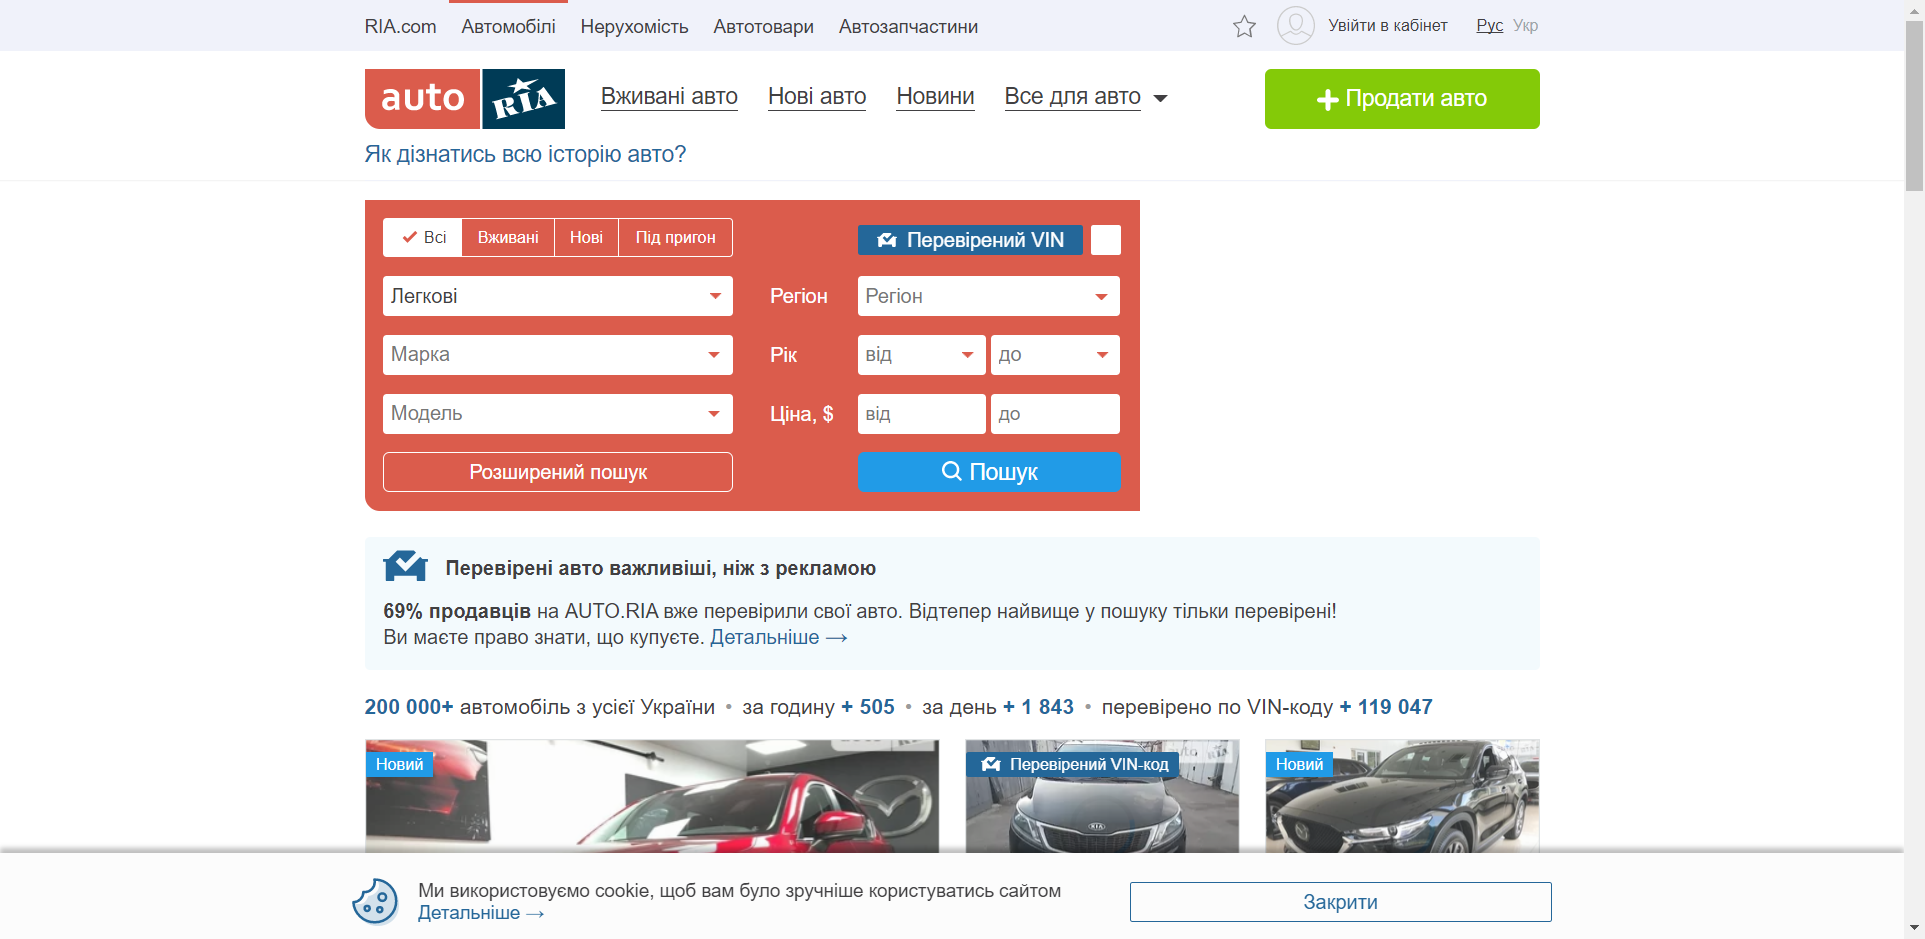 RIA.com Автомобілі Нерухомість Автотовари Автозапчастини Увійти в кабінет Рус Укр
auto RIA Вживані авто Нові авто Новини Все для авто Продати авто
Як дізнатись всю історію авто?
Всі Вживані Нові Під пригон Перевірений VIN
Легкові Регіон Регіон
Марка Рік від до
Модель Ціна, $ від до
Розширений пошук Пошук
Перевірені авто важливіші, ніж з рекламою
69% продавців на AUTO.RIA вже перевірили свої авто. Відтепер найвище у пошуку тільки перевірені!
Ви маєте право знати, що купуєте. Детальніше →
200 000+ автомобіль з усієї України • за годину + 505 • за день + 1 843 • перевірено по VIN-коду + 119 047
Новий Перевірений VIN-код Новий
KIA
Ми використовуємо cookie, щоб вам було зручніше користуватись сайтом
Детальніше →
Закрити